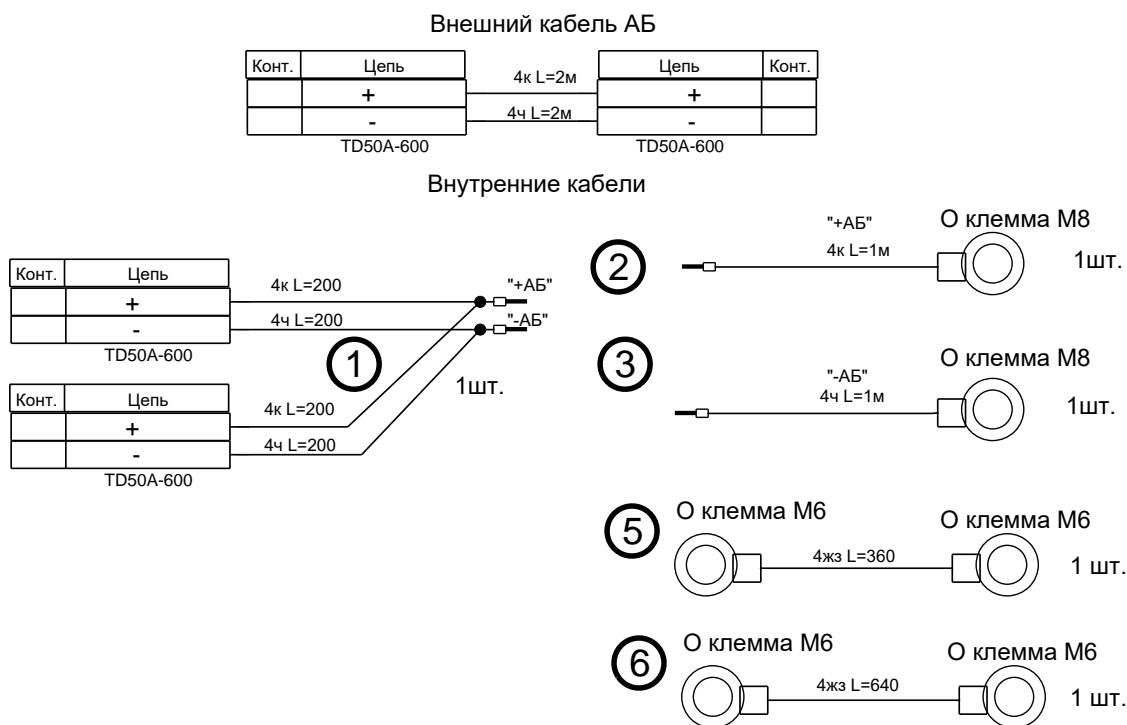 Внешний кабель АБ
Конт. Цепь 4к L=2м Цепь Конт.
+ +
- 4ч L=2м -
TD50A-600 TD50A-600
Внутренние кабели
Конт. Цепь
+ 4к L=200 "+АБ"
- 4ч L=200 "-АБ"
TD50A-600
1
1шт.
Конт. Цепь
+ 4к L=200
- 4ч L=200
TD50A-600
2
"+АБ"
4к L=1м
О клемма М8
1шт.
3
"-АБ"
4ч L=1м
О клемма М8
1шт.
5
О клемма М6 О клемма М6
4жз L=360
1 шт.
6
О клемма М6 О клемма М6
4жз L=640
1 шт.